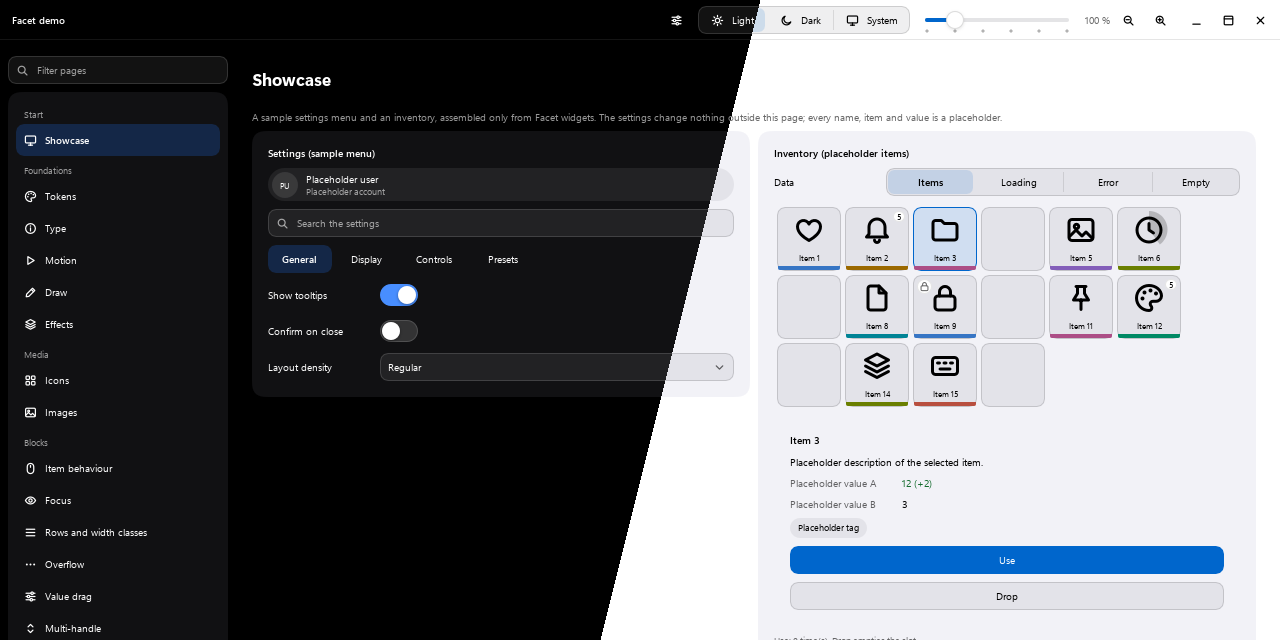 Facet demo
Light
Dark
System
100 %
Filter pages
Start
Showcase
Foundations
Tokens
Type
Motion
Draw
Effects
Media
Icons
Images
Blocks
Item behaviour
Focus
Rows and width classes
Overflow
Value drag
Multi-handle
Showcase
A sample settings menu and an inventory, assembled only from Facet widgets. The settings change nothing outside this page; every name, item and value is a placeholder.
Settings (sample menu)
PU
Placeholder user
Placeholder account
Search the settings
General
Display
Controls
Presets
Show tooltips
Confirm on close
Layout density
Regular
Inventory (placeholder items)
Data
Items
Loading
Error
Empty
Item 1
5
Item 2
Item 3
Item 5
Item 6
Item 8
Item 9
Item 11
5
Item 12
Item 14
Item 15
Item 3
Placeholder description of the selected item.
Placeholder value A
12 (+2)
Placeholder value B
3
Placeholder tag
Use
Drop